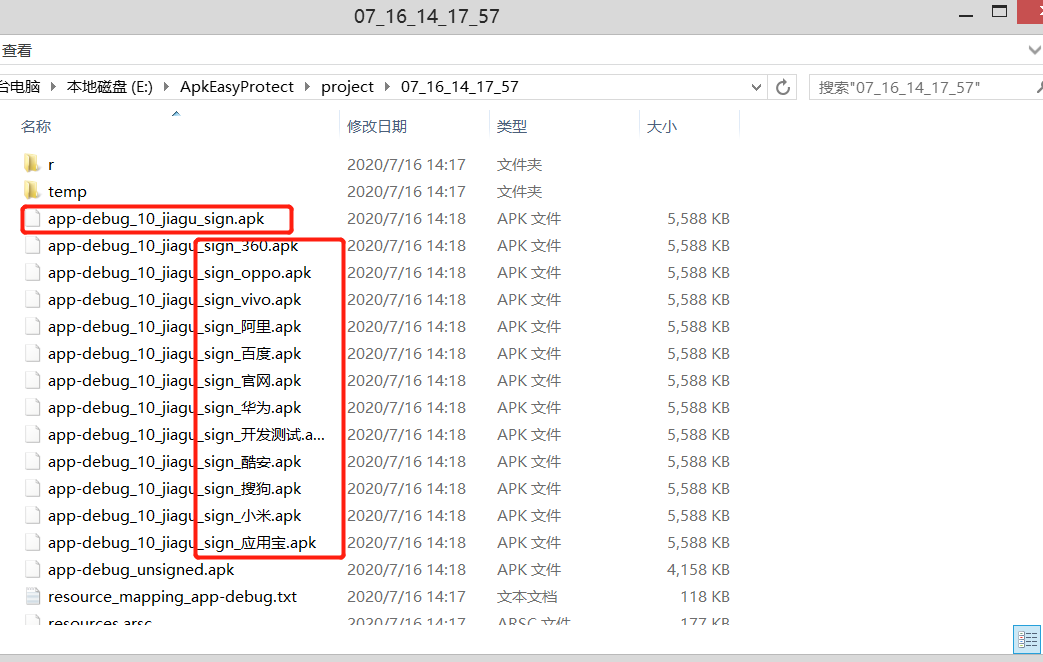 07_16_14_17_57
查看
台电脑 本地磁盘 (E:) ApkEasyProtect project 07_16_14_17_57 搜索"07_16_14_17_57"
名称 修改日期 类型 大小
r 2020/7/16 14:17 文件夹
temp 2020/7/16 14:17 文件夹
app-debug_10_jiagu_sign.apk 2020/7/16 14:18 APK 文件 5,588 KB
app-debug_10_jiagu_sign_360.apk 2020/7/16 14:18 APK 文件 5,588 KB
app-debug_10_jiagu_sign_oppo.apk 2020/7/16 14:18 APK 文件 5,588 KB
app-debug_10_jiagu_sign_vivo.apk 2020/7/16 14:18 APK 文件 5,588 KB
app-debug_10_jiagu_sign_阿里.apk 2020/7/16 14:18 APK 文件 5,588 KB
app-debug_10_jiagu_sign_百度.apk 2020/7/16 14:18 APK 文件 5,588 KB
app-debug_10_jiagu_sign_官网.apk 2020/7/16 14:18 APK 文件 5,588 KB
app-debug_10_jiagu_sign_华为.apk 2020/7/16 14:18 APK 文件 5,588 KB
app-debug_10_jiagu_sign_开发测试.a... 2020/7/16 14:18 APK 文件 5,588 KB
app-debug_10_jiagu_sign_酷安.apk 2020/7/16 14:18 APK 文件 5,588 KB
app-debug_10_jiagu_sign_搜狗.apk 2020/7/16 14:18 APK 文件 5,588 KB
app-debug_10_jiagu_sign_小米.apk 2020/7/16 14:18 APK 文件 5,588 KB
app-debug_10_jiagu_sign_应用宝.apk 2020/7/16 14:18 APK 文件 5,588 KB
app-debug_unsigned.apk 2020/7/16 14:18 APK 文件 4,158 KB
resource_mapping_app-debug.txt 2020/7/16 14:17 文本文档 118 KB
resources.arsc 2020/7/16 14:17 ARSC 文件 177 KB